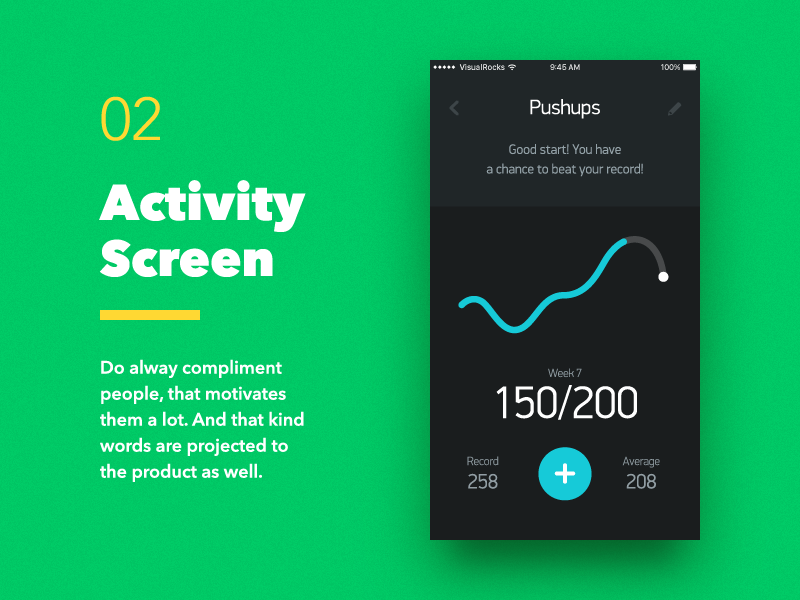 02
Activity
Screen
Do alway compliment
people, that motivates
them a lot. And that kind
words are projected to
the product as well.
VisualRocks 9:45 AM 100%
Pushups
Good start! You have
a chance to beat your record!
Week 7
150/200
Record Average
258 208